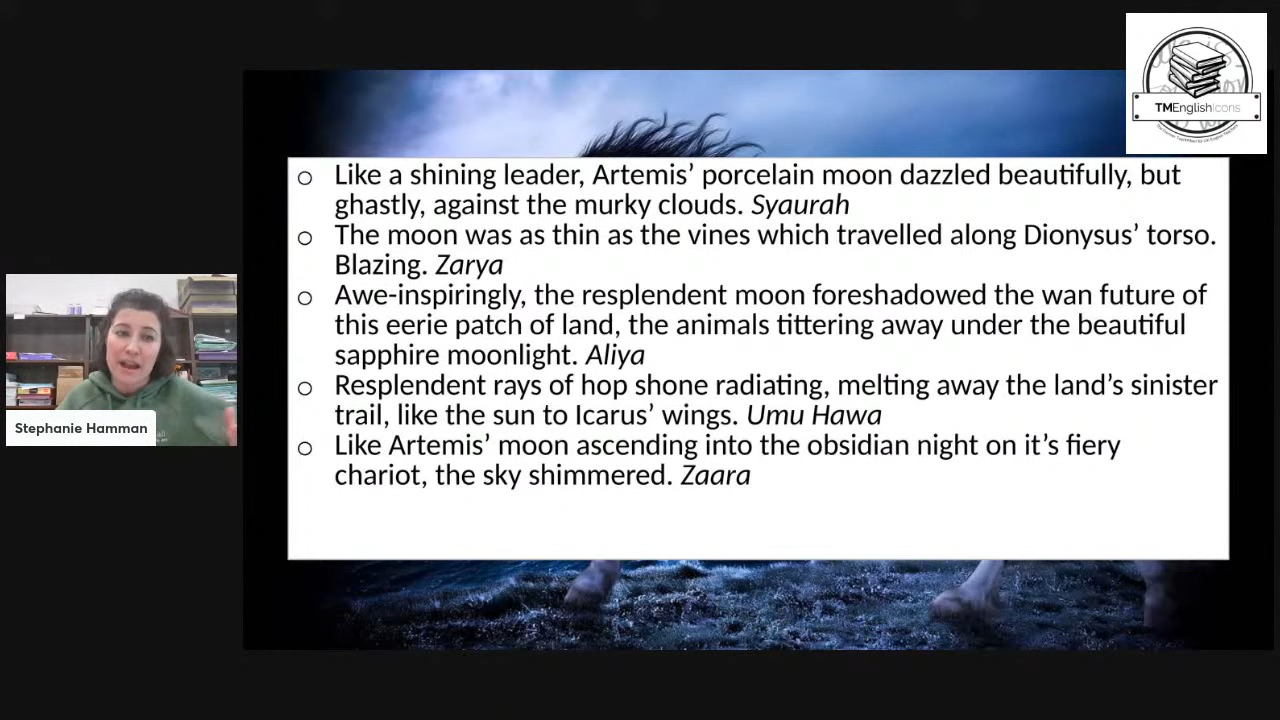 TMEnglishIcons
Like a shining leader, Artemis’ porcelain moon dazzled beautifully, but
ghastly, against the murky clouds. Syaurah
The moon was as thin as the vines which travelled along Dionysus’ torso.
Blazing. Zarya
Awe-inspiringly, the resplendent moon foreshadowed the wan future of
this eerie patch of land, the animals tittering away under the beautiful
sapphire moonlight. Aliya
Resplendent rays of hop shone radiating, melting away the land’s sinister
trail, like the sun to Icarus’ wings. Umu Hawa
Like Artemis’ moon ascending into the obsidian night on it’s fiery
chariot, the sky shimmered. Zaara
Stephanie Hamman